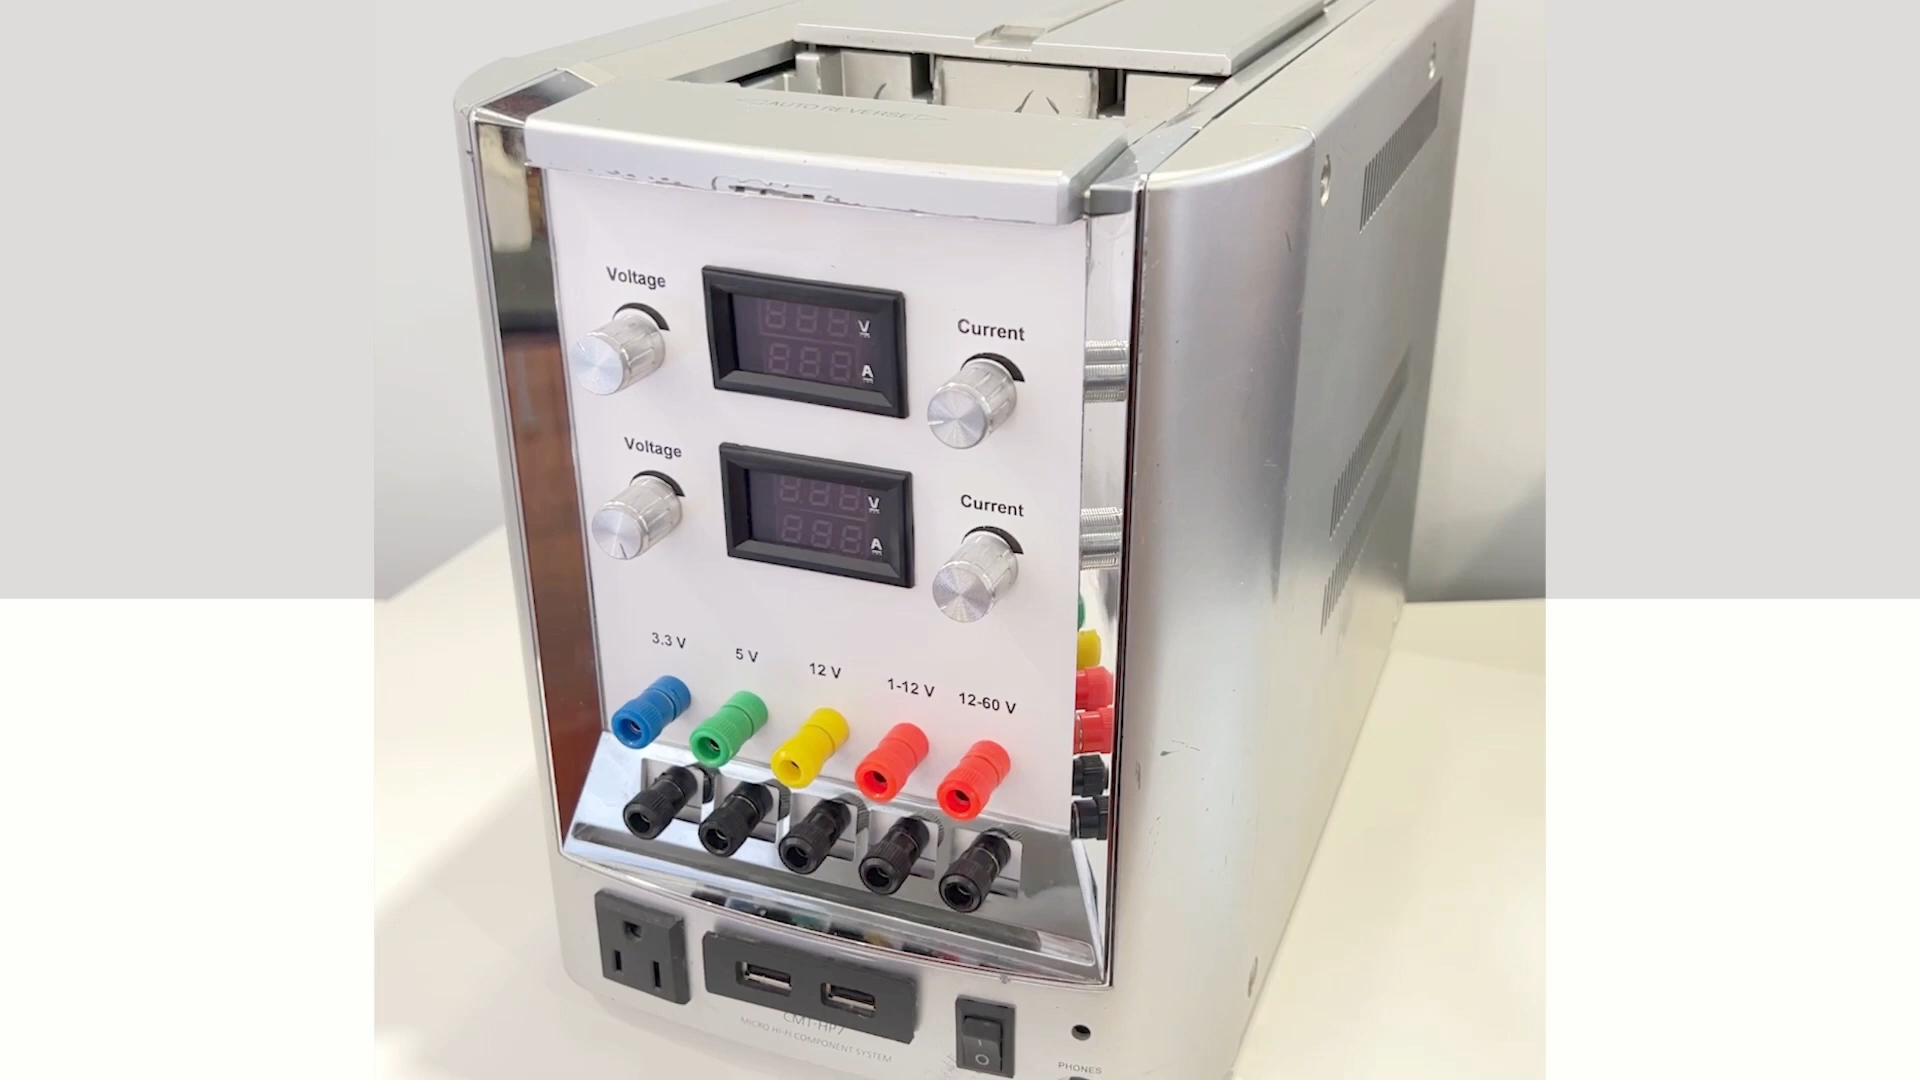 AUTO REVERSE
Voltage
V
A
Current
Voltage
V
A
Current
3.3 V
5 V
12 V
1-12 V
12-60 V
CMT-HP7
MICRO HI-FI COMPONENT SYSTEM
PHONES